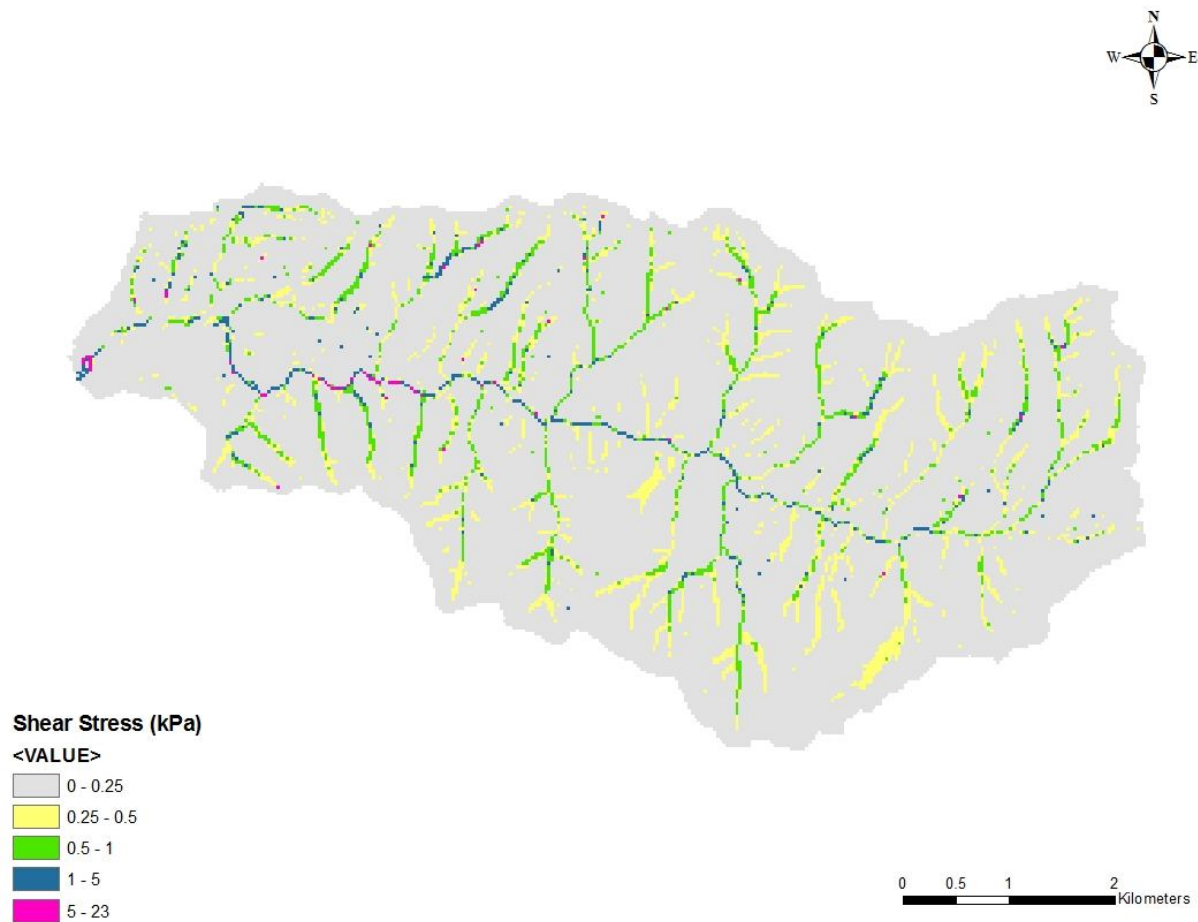 N
W E
S
Shear Stress (kPa)
<VALUE>
0 - 0.25
0.25 - 0.5
0.5 - 1
1 - 5
5 - 23
0 0.5 1 2
Kilometers